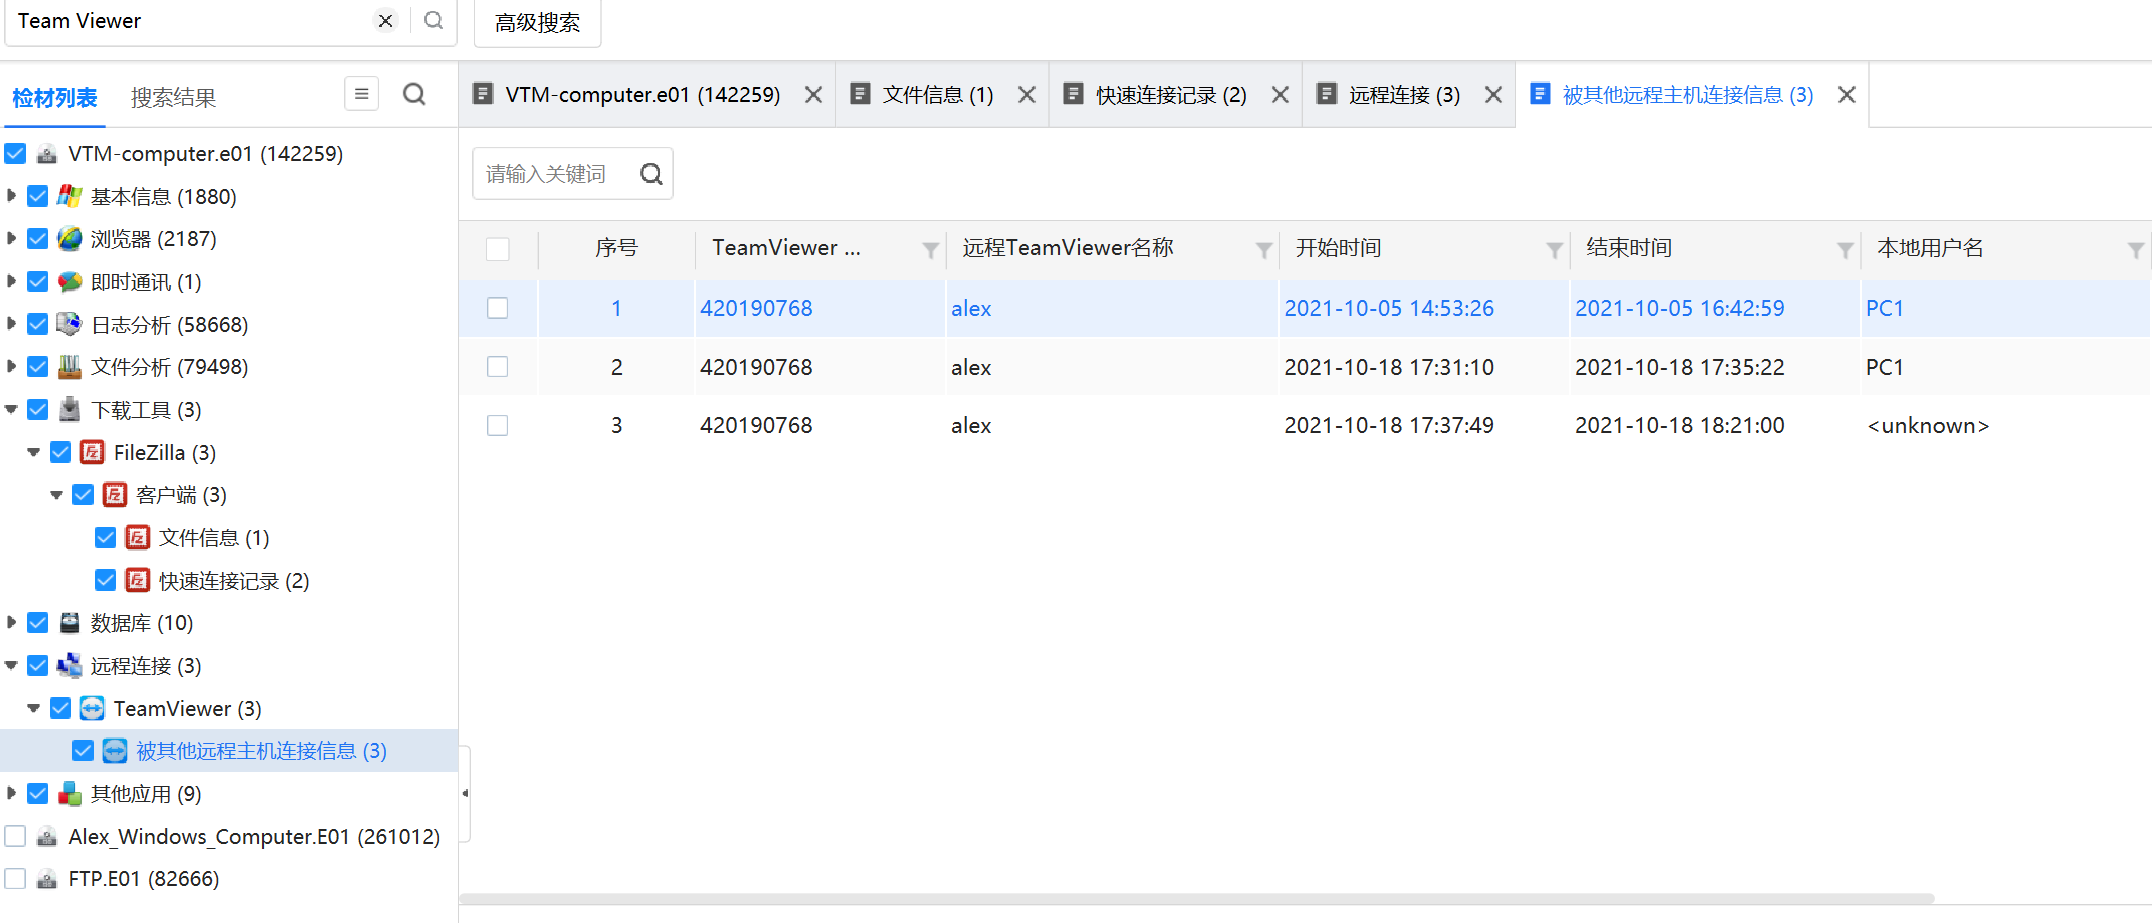 Team Viewer
高级搜索
检材列表 搜索结果
VTM-computer.e01 (142259) 文件信息 (1) 快速连接记录 (2) 远程连接 (3) 被其他远程主机连接信息 (3)
VTM-computer.e01 (142259)
基本信息 (1880)
浏览器 (2187)
即时通讯 (1)
日志分析 (58668)
文件分析 (79498)
下载工具 (3)
FileZilla (3)
客户端 (3)
文件信息 (1)
快速连接记录 (2)
数据库 (10)
远程连接 (3)
TeamViewer (3)
被其他远程主机连接信息 (3)
其他应用 (9)
Alex_Windows_Computer.E01 (261012)
FTP.E01 (82666)
请输入关键词
序号 TeamViewer ... 远程TeamViewer名称 开始时间 结束时间 本地用户名
1 420190768 alex 2021-10-05 14:53:26 2021-10-05 16:42:59 PC1
2 420190768 alex 2021-10-18 17:31:10 2021-10-18 17:35:22 PC1
3 420190768 alex 2021-10-18 17:37:49 2021-10-18 18:21:00 <unknown>